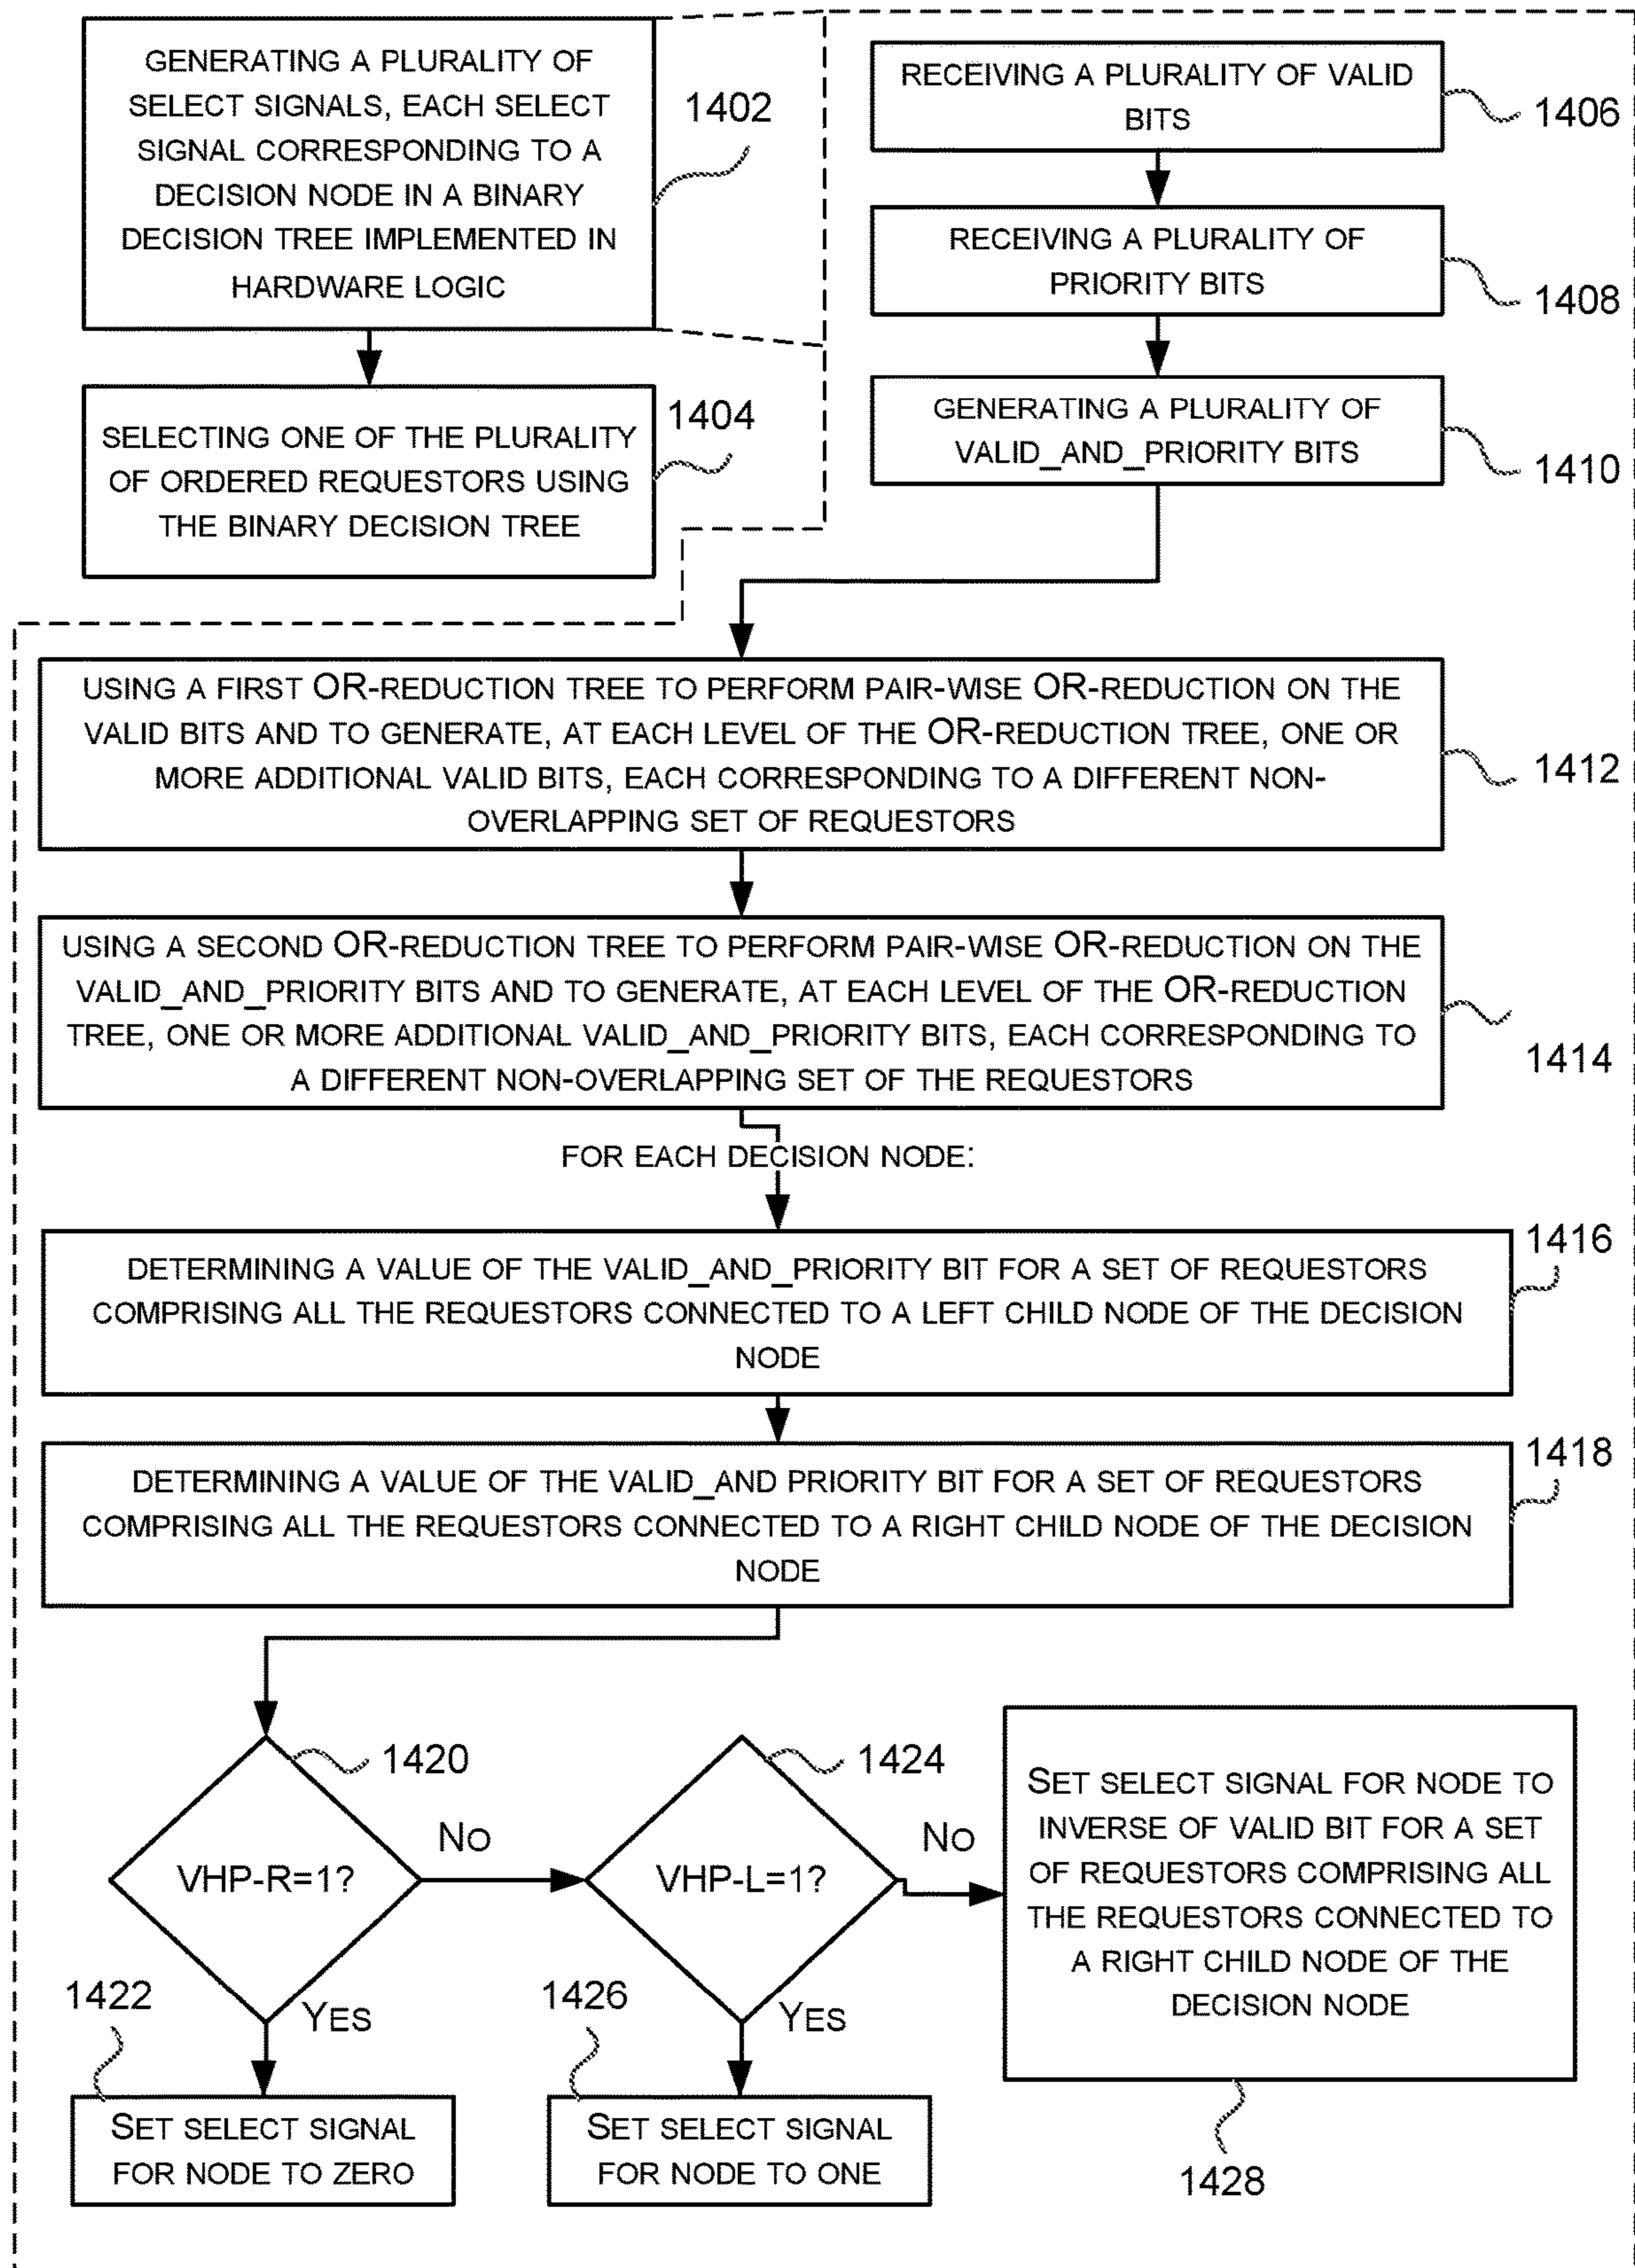 GENERATING A PLURALITY OF
SELECT SIGNALS, EACH SELECT
SIGNAL CORRESPONDING TO A
DECISION NODE IN A BINARY
DECISION TREE IMPLEMENTED IN
HARDWARE LOGIC
1402
SELECTING ONE OF THE PLURALITY
OF ORDERED REQUESTORS USING
THE BINARY DECISION TREE
1404
RECEIVING A PLURALITY OF VALID
BITS
1406
RECEIVING A PLURALITY OF
PRIORITY BITS
1408
GENERATING A PLURALITY OF
VALID_AND_PRIORITY BITS
1410
USING A FIRST OR-REDUCTION TREE TO PERFORM PAIR-WISE OR-REDUCTION ON THE
VALID BITS AND TO GENERATE, AT EACH LEVEL OF THE OR-REDUCTION TREE, ONE OR
MORE ADDITIONAL VALID BITS, EACH CORRESPONDING TO A DIFFERENT NON-
OVERLAPPING SET OF REQUESTORS
1412
USING A SECOND OR-REDUCTION TREE TO PERFORM PAIR-WISE OR-REDUCTION ON THE
VALID_AND_PRIORITY BITS AND TO GENERATE, AT EACH LEVEL OF THE OR-REDUCTION
TREE, ONE OR MORE ADDITIONAL VALID_AND_PRIORITY BITS, EACH CORRESPONDING TO
A DIFFERENT NON-OVERLAPPING SET OF THE REQUESTORS
1414
FOR EACH DECISION NODE:
DETERMINING A VALUE OF THE VALID_AND_PRIORITY BIT FOR A SET OF REQUESTORS
COMPRISING ALL THE REQUESTORS CONNECTED TO A LEFT CHILD NODE OF THE DECISION
NODE
1416
DETERMINING A VALUE OF THE VALID_AND PRIORITY BIT FOR A SET OF REQUESTORS
COMPRISING ALL THE REQUESTORS CONNECTED TO A RIGHT CHILD NODE OF THE DECISION
NODE
1418
VHP-R=1?
1420
NO
YES
VHP-L=1?
1424
NO
YES
1422
SET SELECT SIGNAL
FOR NODE TO ZERO
1426
SET SELECT SIGNAL
FOR NODE TO ONE
SET SELECT SIGNAL FOR NODE TO
INVERSE OF VALID BIT FOR A SET
OF REQUESTORS COMPRISING ALL
THE REQUESTORS CONNECTED TO
A RIGHT CHILD NODE OF THE
DECISION NODE
1428